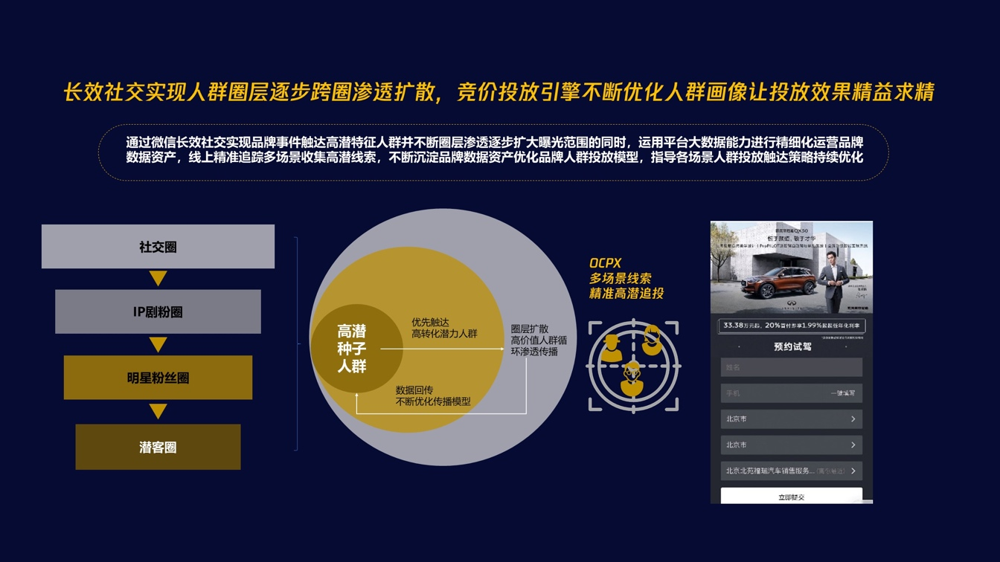 长效社交实现人群圈层逐步跨圈渗透扩散，竞价投放引擎不断优化人群画像让投放效果精益求精
通过微信长效社交实现品牌事件触达高潜特征人群并不断圈层渗透逐步扩大曝光范围的同时，运用平台大数据能力进行精细化运营品牌
数据资产，线上精准追踪多场景收集高潜线索，不断沉淀品牌数据资产优化品牌人群投放模型，指导各场景人群投放触达策略持续优化
社交圈
IP剧粉圈
明星粉丝圈
潜客圈
高潜
种子
人群
优先触达
高转化潜力人群
圈层扩散
高价值人群循
环渗透传播
数据回传
不断优化传播模型
OCPX
多场景线索
精准高潜追投
QX50
INFINITI
33.38万元起，20%首付即享1.99%起超低年化利率
预约试驾
姓名
手机
一键填写
北京市
北京市
北京北苑福瑞汽车销售服务...
立即提交